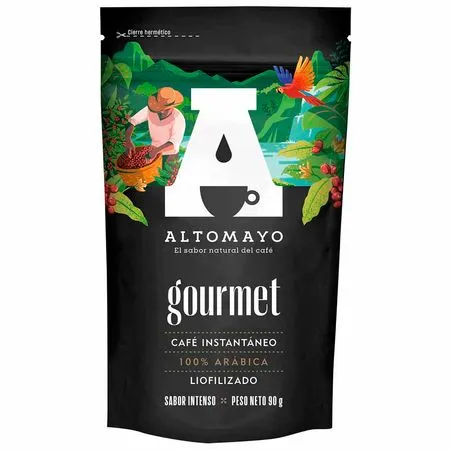 Cierre hermético
ALTOMAYO
El sabor natural del café
gourmet
CAFÉ INSTANTÁNEO
100% ARÁBICA
LIOFILIZADO
SABOR INTENSO PESO NETO 90 g